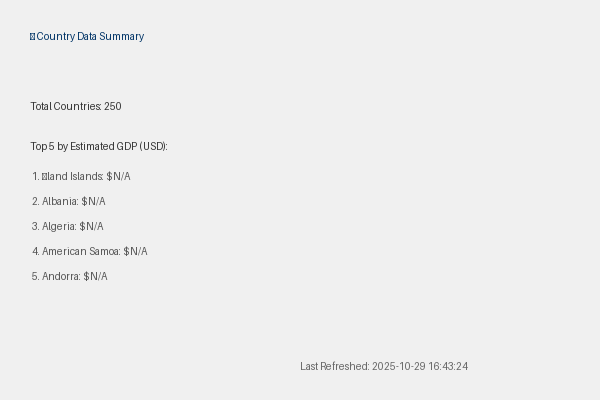 Country Data Summary
Total Countries: 250
Top 5 by Estimated GDP (USD):
1. land Islands: $N/A
2. Albania: $N/A
3. Algeria: $N/A
4. American Samoa: $N/A
5. Andorra: $N/A
Last Refreshed: 2025-10-29 16:43:24